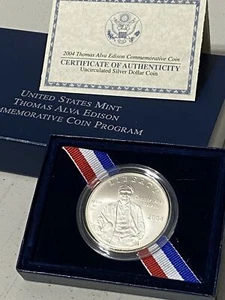 2004 Thomas Alva Edison Commemorative Coin
CERTIFICATE OF AUTHENTICITY
Uncirculated Silver Dollar Coin
UNITED STATES MINT
THOMAS ALVA EDISON
MMEMORATIVE COIN PROGRAM
2004